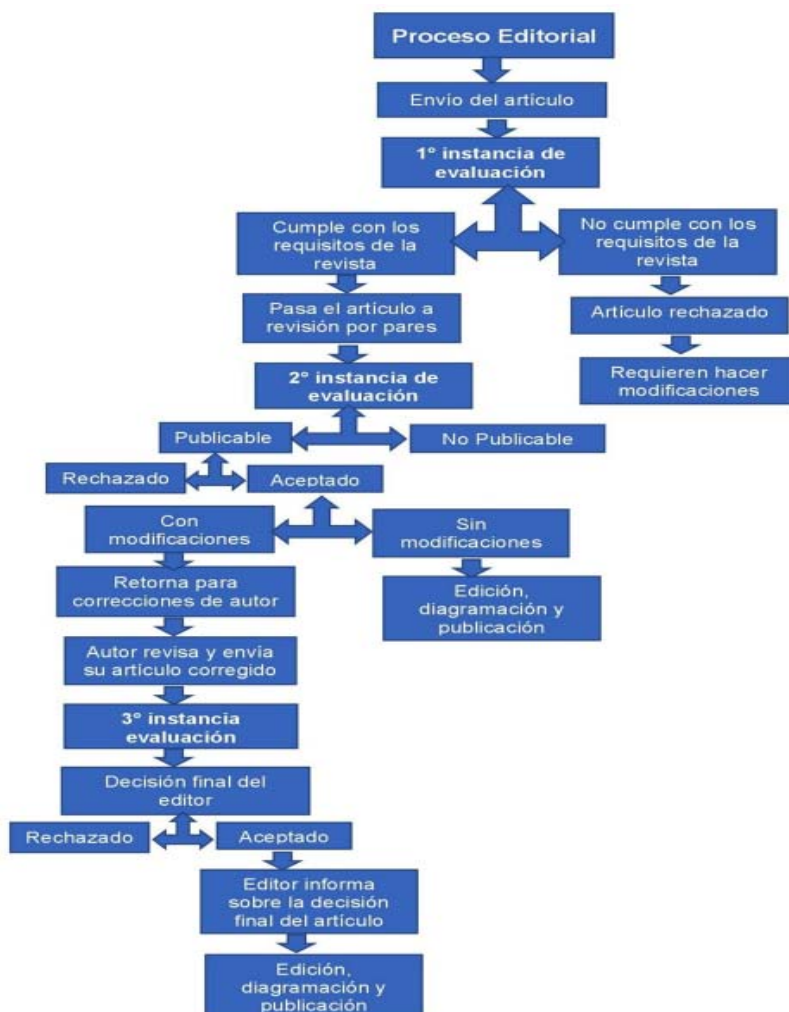 Proceso Editorial
Envío del artículo
1º instancia de
evaluación
Cumple con los
requisitos de la
revista
No cumple con los
requisitos de la
revista
Pasa el artículo a
revisión por pares
Artículo rechazado
2º instancia de
evaluación
Requieren hacer
modificaciones
Publicable
No Publicable
Rechazado
Aceptado
Con
modificaciones
Sin
modificaciones
Retorna para
correcciones de autor
Edición,
diagramación y
publicación
Autor revisa y envía
su artículo corregido
3º instancia
evaluación
Decisión final del
editor
Rechazado
Aceptado
Editor informa
sobre la decisión
final del artículo
Edición,
diagramación y
publicación